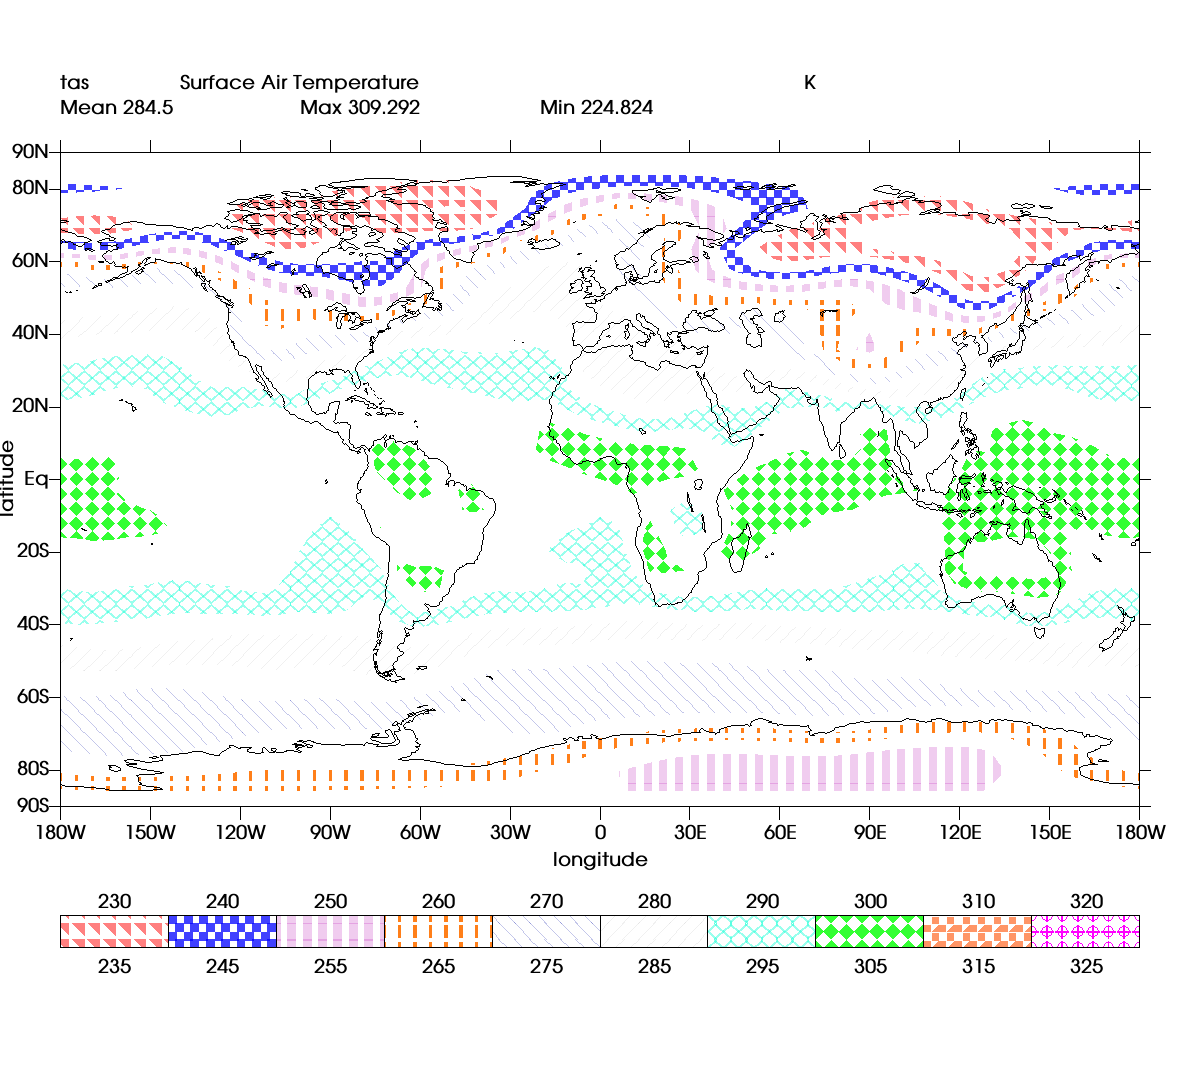 tas Surface Air Temperature K
Mean 284.5 Max 309.292 Min 224.824
90N
80N
60N
40N
20N
Eq
20S
40S
60S
80S
90S
latitude
180W 150W 120W 90W 60W 30W 0 30E 60E 90E 120E 150E 180W
longitude
230 240 250 260 270 280 290 300 310 320
235 245 255 265 275 285 295 305 315 325